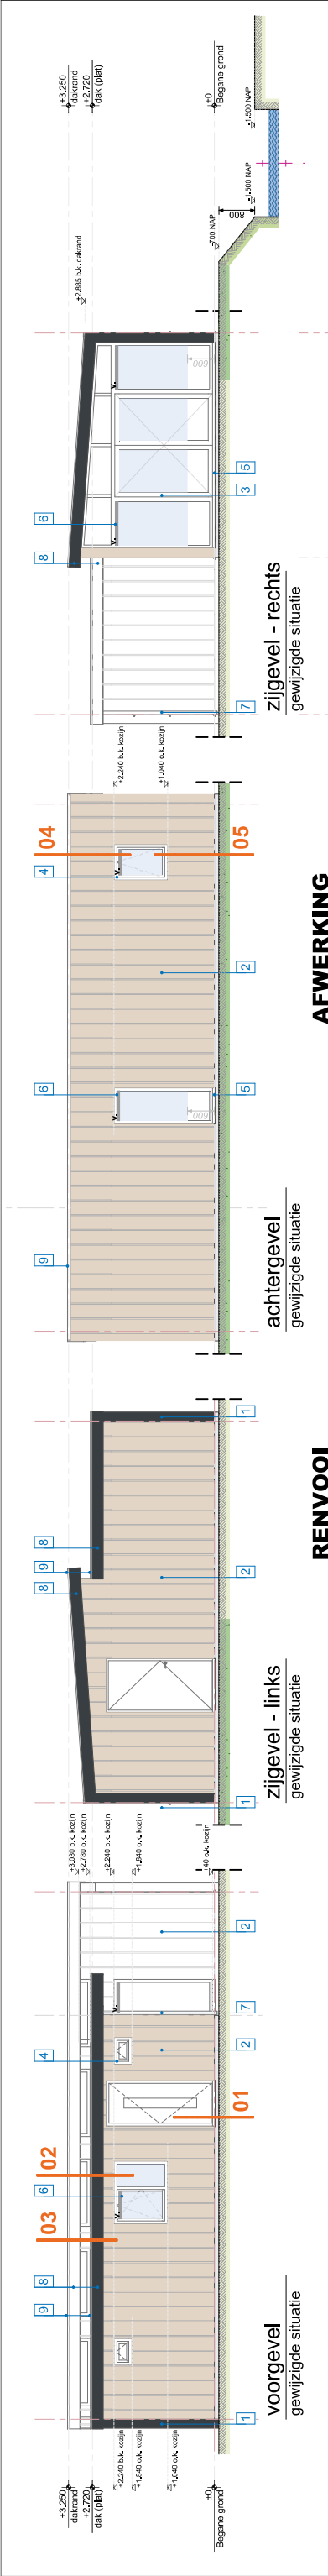 +3.250
dakrand
+2.720
dak (plat)
±0
Begane grond
+2.240 b.k. kozijn
+1.840 o.k. kozijn
+1.040 o.k. kozijn
1
9
8
03
6
02
v.
01
4
2
7
v.
2
voorgevel
gewijzigde situatie
+3.030 b.k. kozijn
+2.780 o.k. kozijn
+2.240 b.k. kozijn
+1.840 o.k. kozijn
+40 o.k. kozijn
1
8
9
8
2
1
zijgevel - links
gewijzigde situatie
RENVOOI
9
6
600
5
2
4
v.
04
05
achtergevel
gewijzigde situatie
AFWERKING
+2.240 b.k. kozijn
+1.040 o.k. kozijn
7
8
6
v.
3
5
v.
600
zijgevel - rechts
gewijzigde situatie
+2.885 b.k. dakrand
-700 NAP
800
-1.500 NAP
-1.500 NAP
+3.250
dakrand
+2.720
dak (plat)
±0
Begane grond